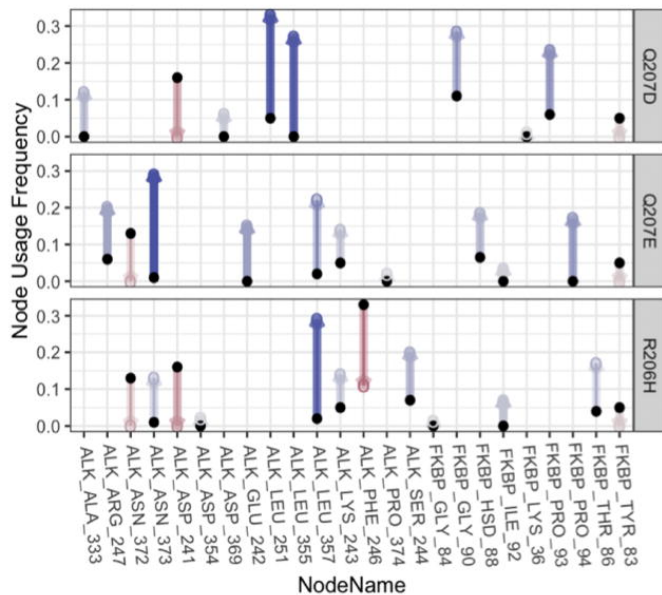 Node Usage Frequency
0.3
0.2
0.1
0.0
Q207D
0.3
0.2
0.1
0.0
Q207E
0.3
0.2
0.1
0.0
R206H
ALK_ALA_333
ALK_ARG_247
ALK_ASN_372
ALK_ASN_373
ALK_ASP_241
ALK_ASP_354
ALK_ASP_369
ALK_GLU_242
ALK_LEU_251
ALK_LEU_355
ALK_LEU_357
ALK_LYS_243
ALK_PHE_246
ALK_PRO_374
ALK_SER_244
FKBP_GLY_84
FKBP_GLY_90
FKBP_HSD_88
FKBP_ILE_92
FKBP_LYS_36
FKBP_PRO_93
FKBP_PRO_94
FKBP_THR_86
FKBP_TYR_83
NodeName